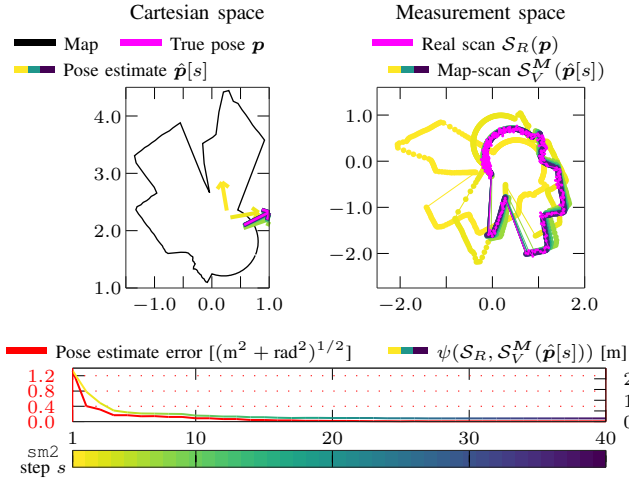 Cartesian space
Measurement space
Map
True pose p
Pose estimate p̂[s]
Real scan S_R(p)
Map-scan S_V^M(p̂[s])
4.0
3.0
2.0
1.0
−1.0 0.0 1.0
1.0
0.0
−1.0
−2.0
−2.0 0.0 2.0
Pose estimate error [(m² + rad²)^{1/2}]
ψ(S_R, S_V^M(p̂[s])) [m]
1.2
0.8
0.4
0.0
2
1
0
1 10 20 30 40
sm2
step s